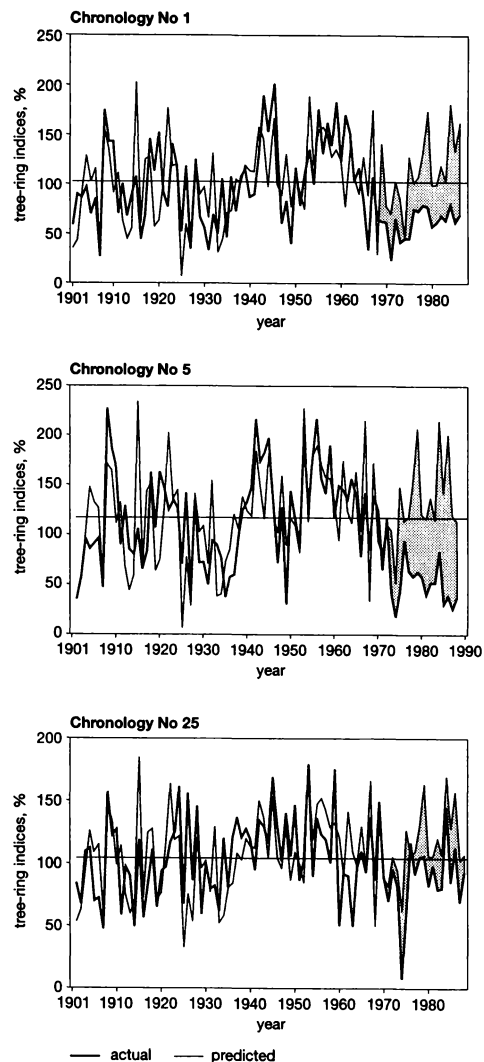 Chronology No 1
250
200
150
100
50
0
tree-ring indices, %
1901 1910 1920 1930 1940 1950 1960 1970 1980
year
Chronology No 5
250
200
150
100
50
0
tree-ring indices, %
1901 1910 1920 1930 1940 1950 1960 1970 1980 1990
year
Chronology No 25
200
150
100
50
0
tree-ring indices, %
1901 1910 1920 1930 1940 1950 1960 1970 1980
year
actual predicted